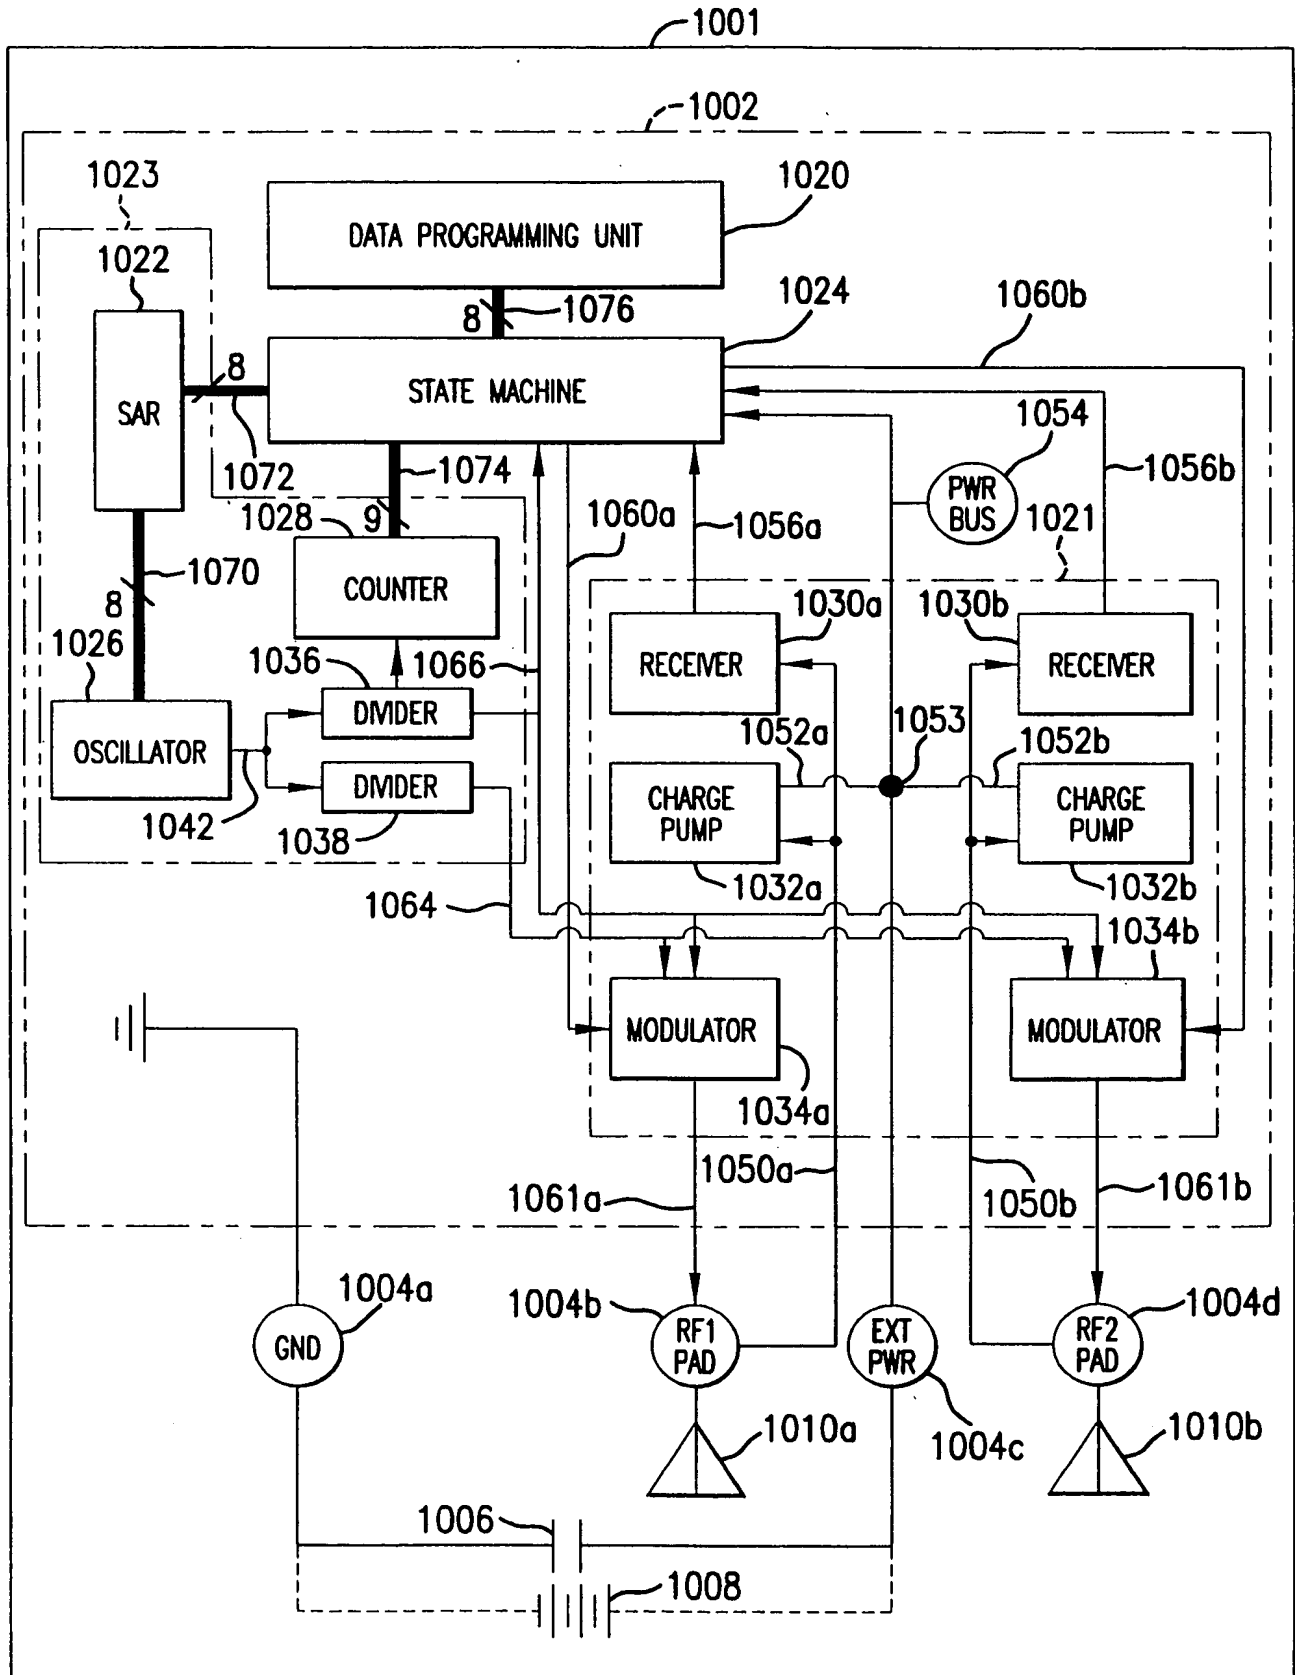 1001
1002
1023
1020
DATA PROGRAMMING UNIT
1022
1024
1060b
8
1076
8
STATE MACHINE
SAR
1054
1072
1074
PWR
BUS
1056b
9
1028
1060a
1056a
1021
1070
COUNTER
1030a
1030b
8
1026
1036
1066
RECEIVER
RECEIVER
DIVIDER
1053
1052a
1052b
OSCILLATOR
DIVIDER
CHARGE
PUMP
CHARGE
PUMP
1042
1038
1032a
1032b
1064
1034b
MODULATOR
MODULATOR
1034a
1050a
1061a
1050b
1061b
1004a
1004b
1004d
GND
RF1
PAD
EXT
PWR
RF2
PAD
1010a
1004c
1010b
1006
1008